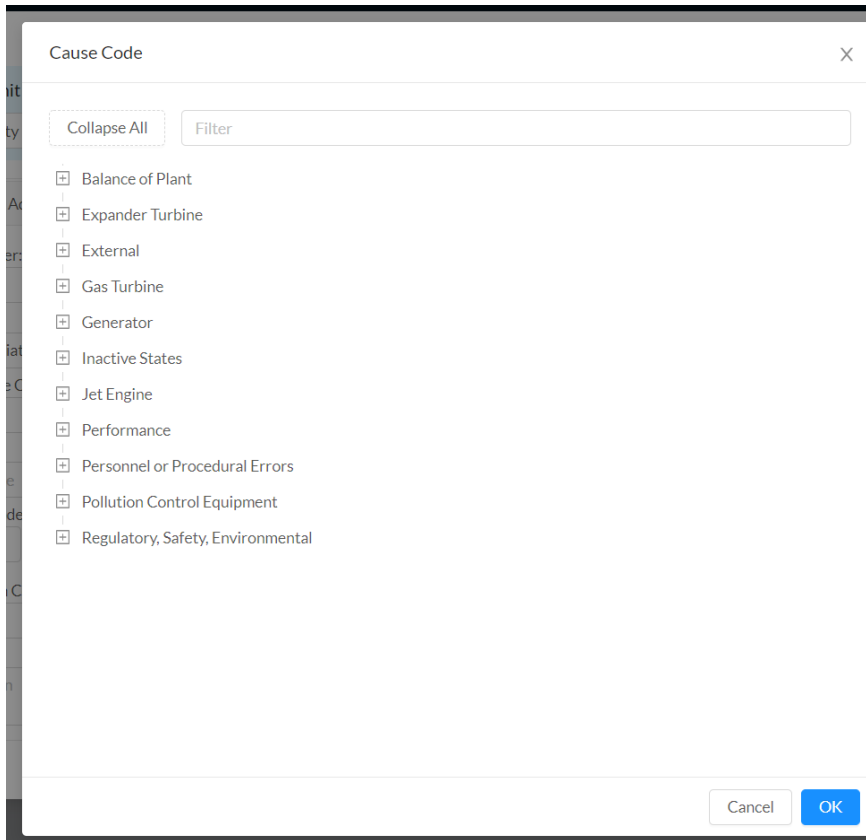 Cause Code
Collapse All
Filter
Balance of Plant
Expander Turbine
External
Gas Turbine
Generator
Inactive States
Jet Engine
Performance
Personnel or Procedural Errors
Pollution Control Equipment
Regulatory, Safety, Environmental
Cancel
OK